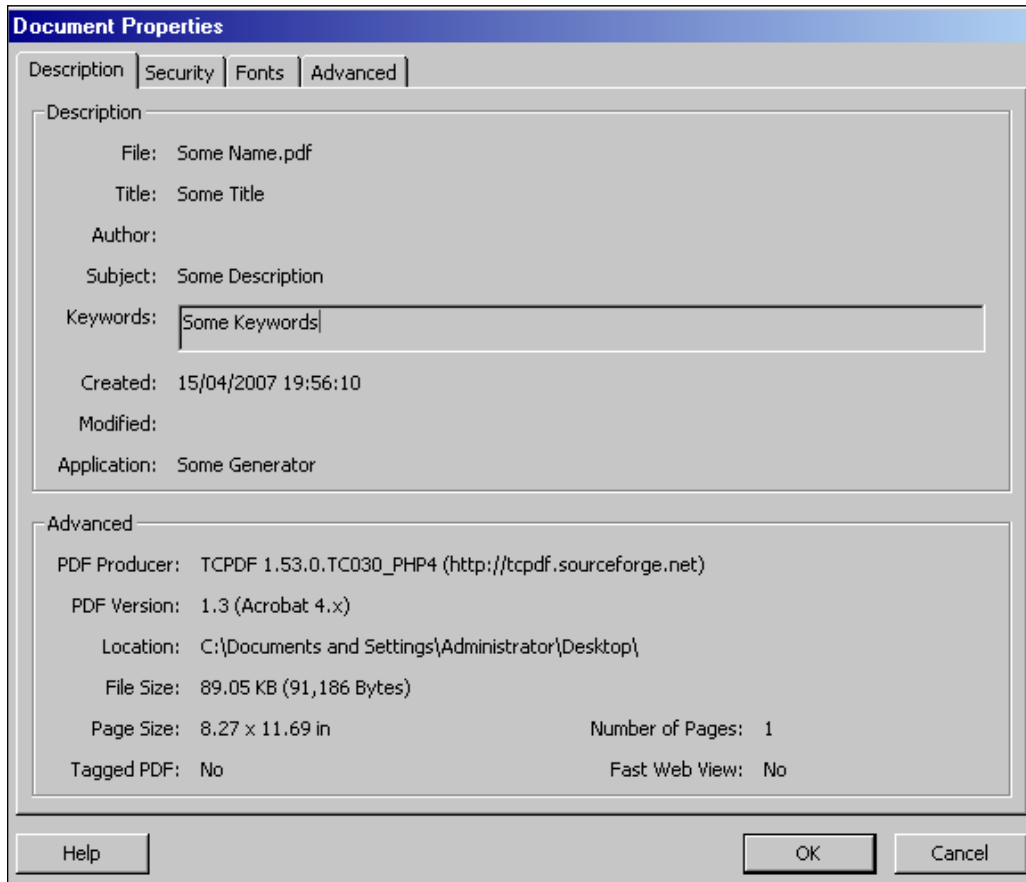 Document Properties
Description Security Fonts Advanced
Description
File: Some Name.pdf
Title: Some Title
Author:
Subject: Some Description
Keywords: Some Keywords
Created: 15/04/2007 19:56:10
Modified:
Application: Some Generator
Advanced
PDF Producer: TCPDF 1.53.0.TC030_PHP4 (http://tcpdf.sourceforge.net)
PDF Version: 1.3 (Acrobat 4.x)
Location: C:\Documents and Settings\Administrator\Desktop\
File Size: 89.05 KB (91,186 Bytes)
Page Size: 8.27 x 11.69 in Number of Pages: 1
Tagged PDF: No Fast Web View: No
Help OK Cancel